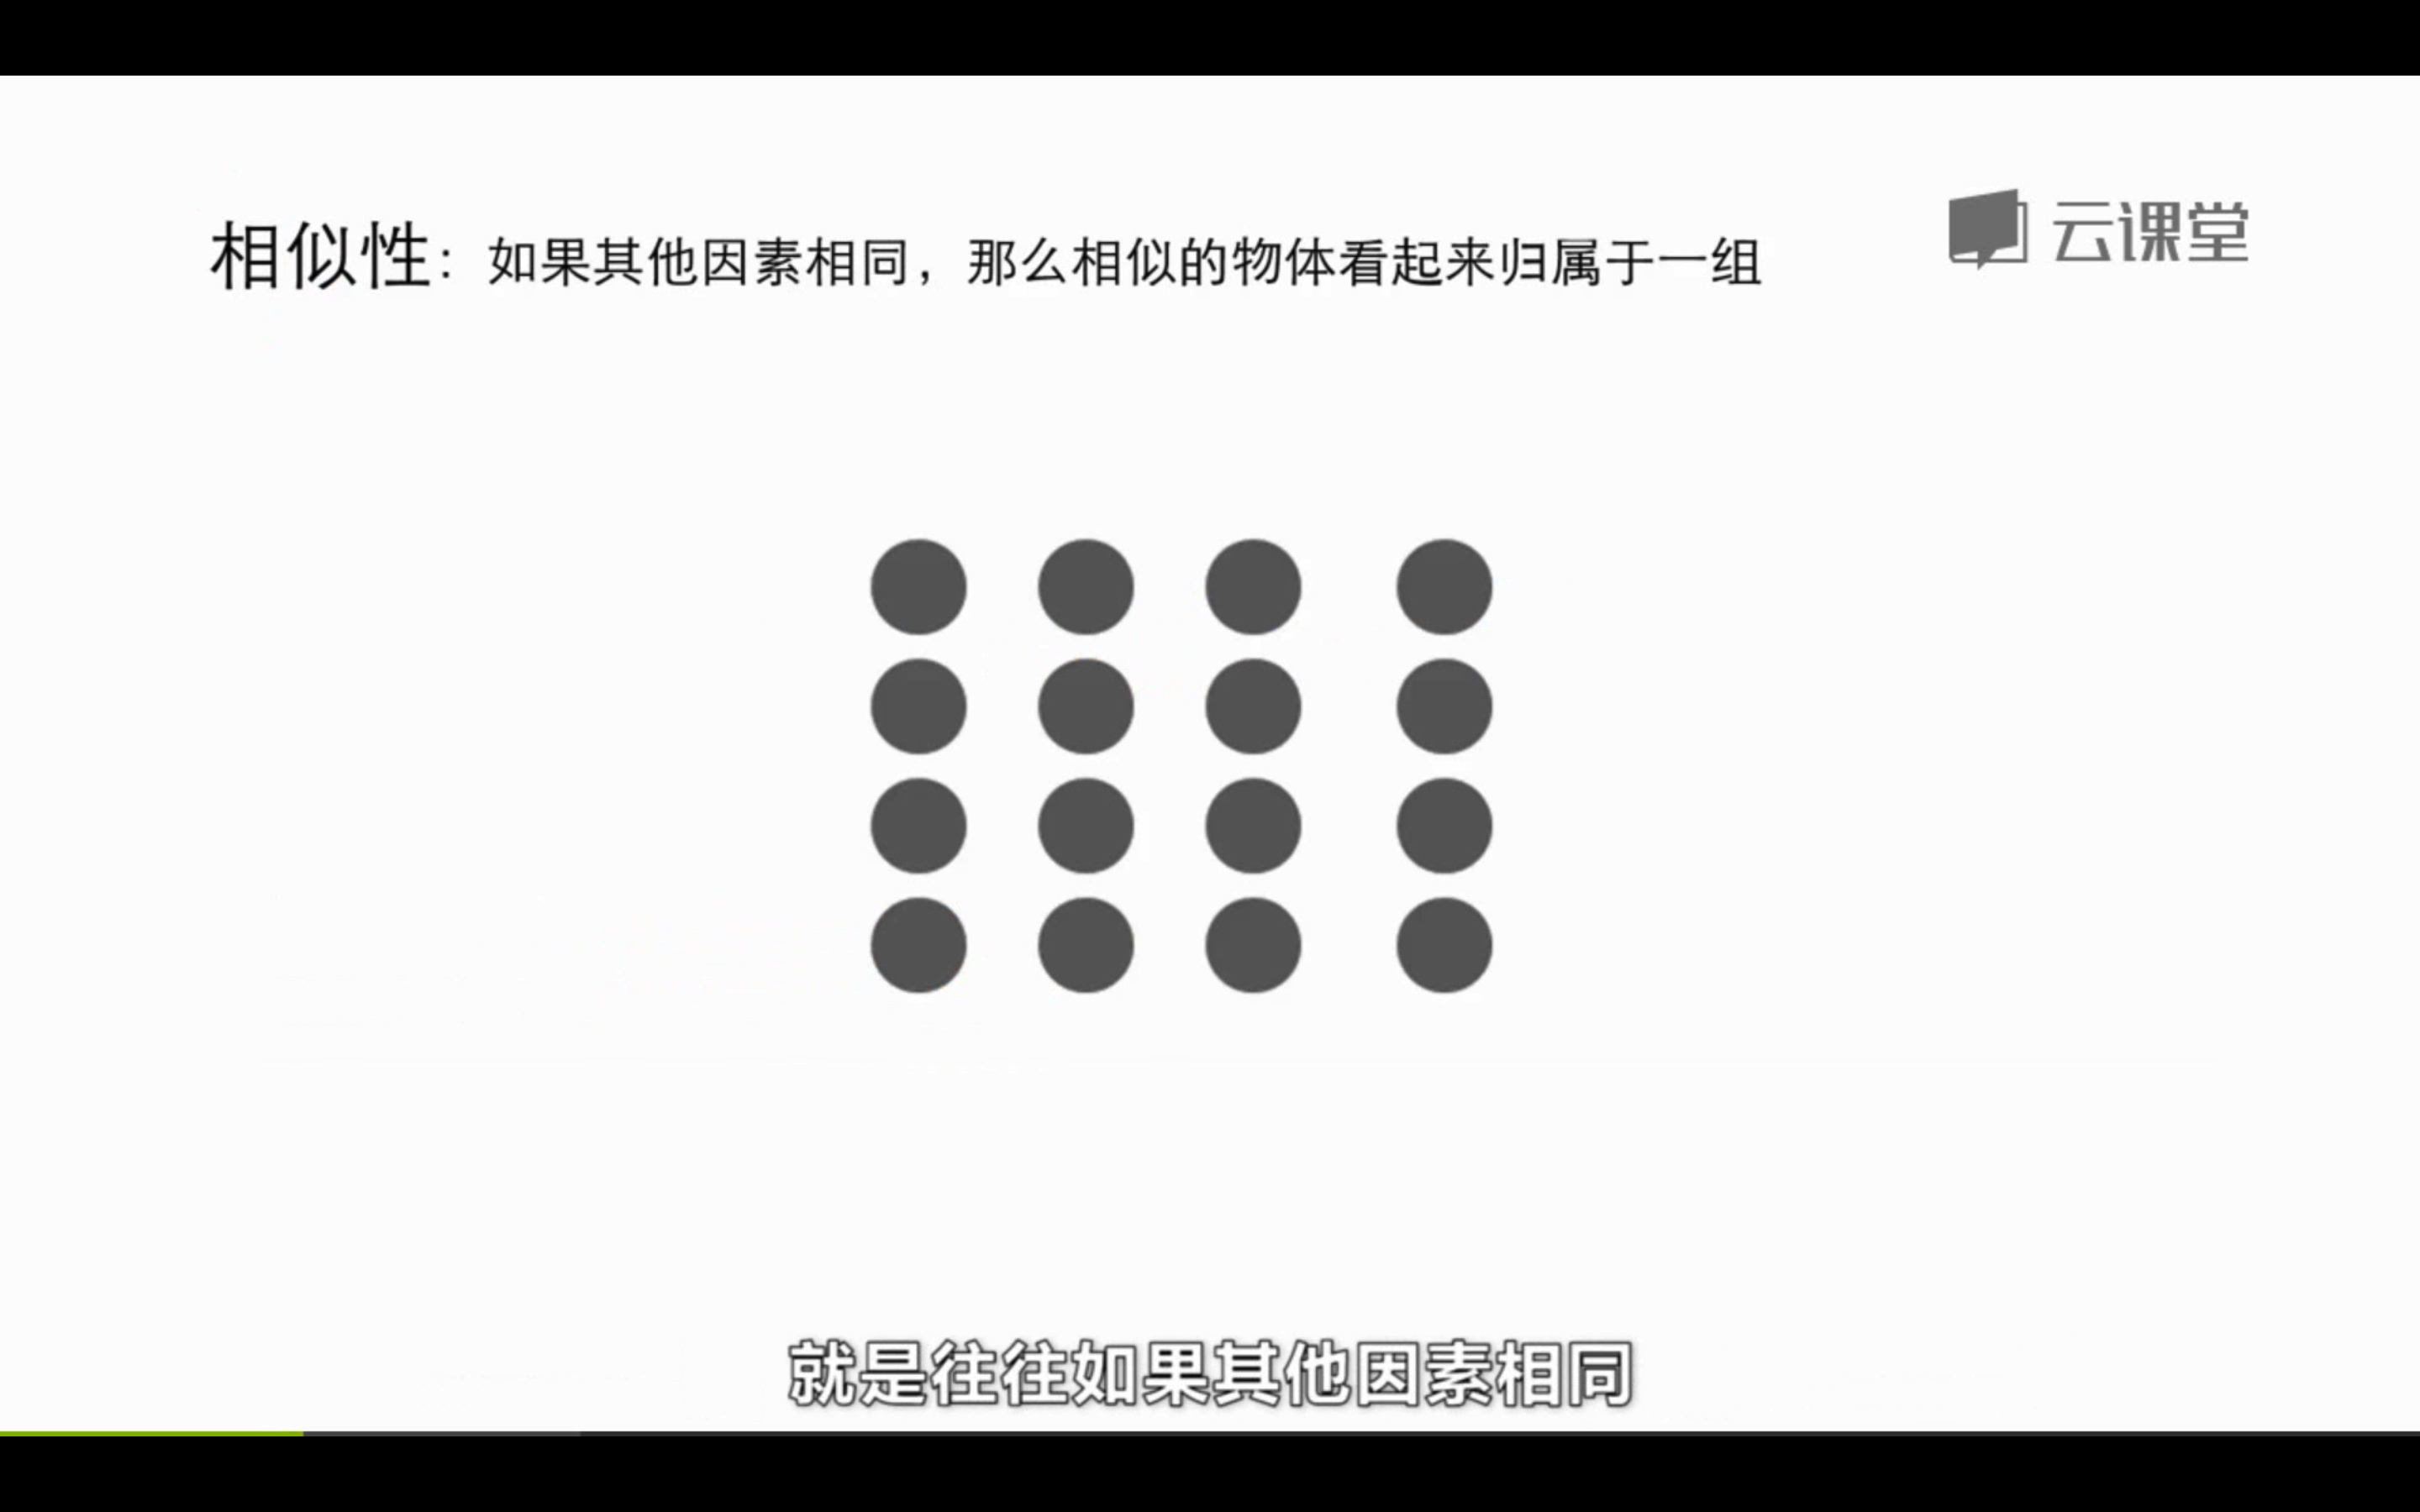 云课堂
相似性：如果其他因素相同，那么相似的物体看起来归属于一组
就是往往如果其他因素相同